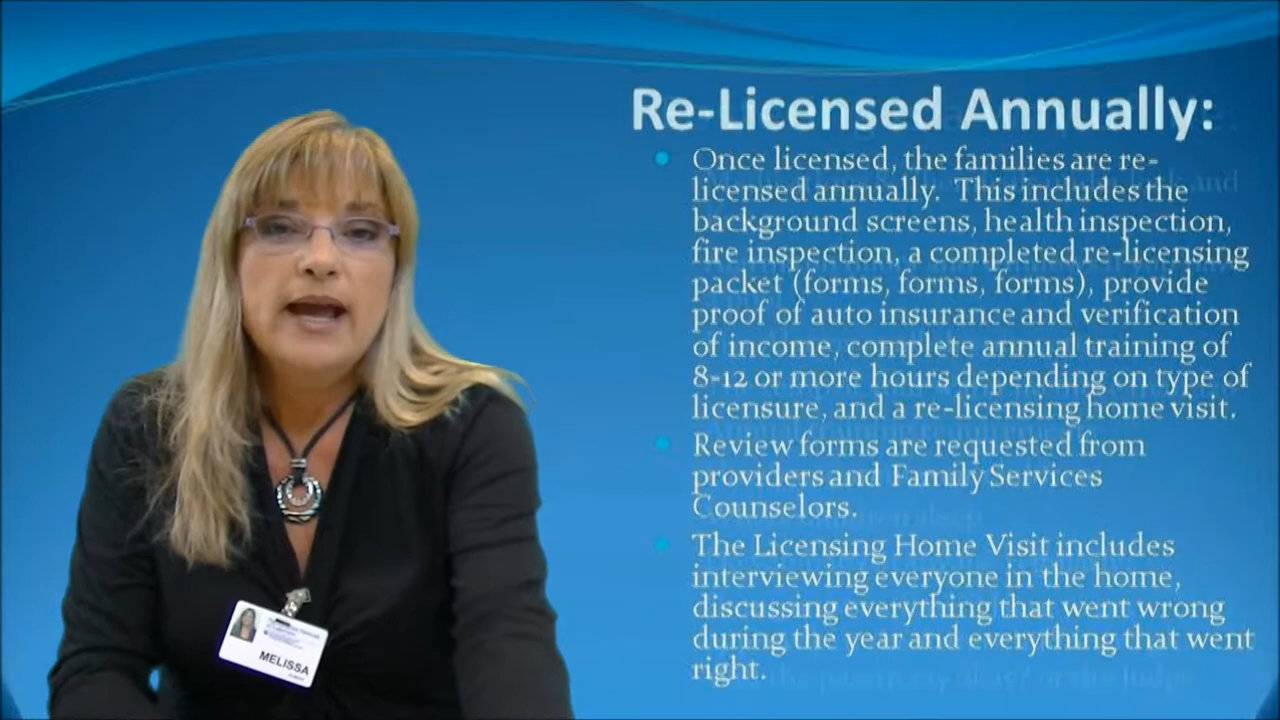 Re-Licensed Annually:
Once licensed, the families are re-
licensed annually. This includes the
background screens, health inspection,
fire inspection, a completed re-licensing
packet (forms, forms, forms), provide
proof of auto insurance and verification
of income, complete annual training of
8-12 or more hours depending on type of
licensure, and a re-licensing home visit.
Review forms are requested from
providers and Family Services
Counselors.
The Licensing Home Visit includes
interviewing everyone in the home,
discussing everything that went wrong
during the year and everything that went
right.
MELISSA